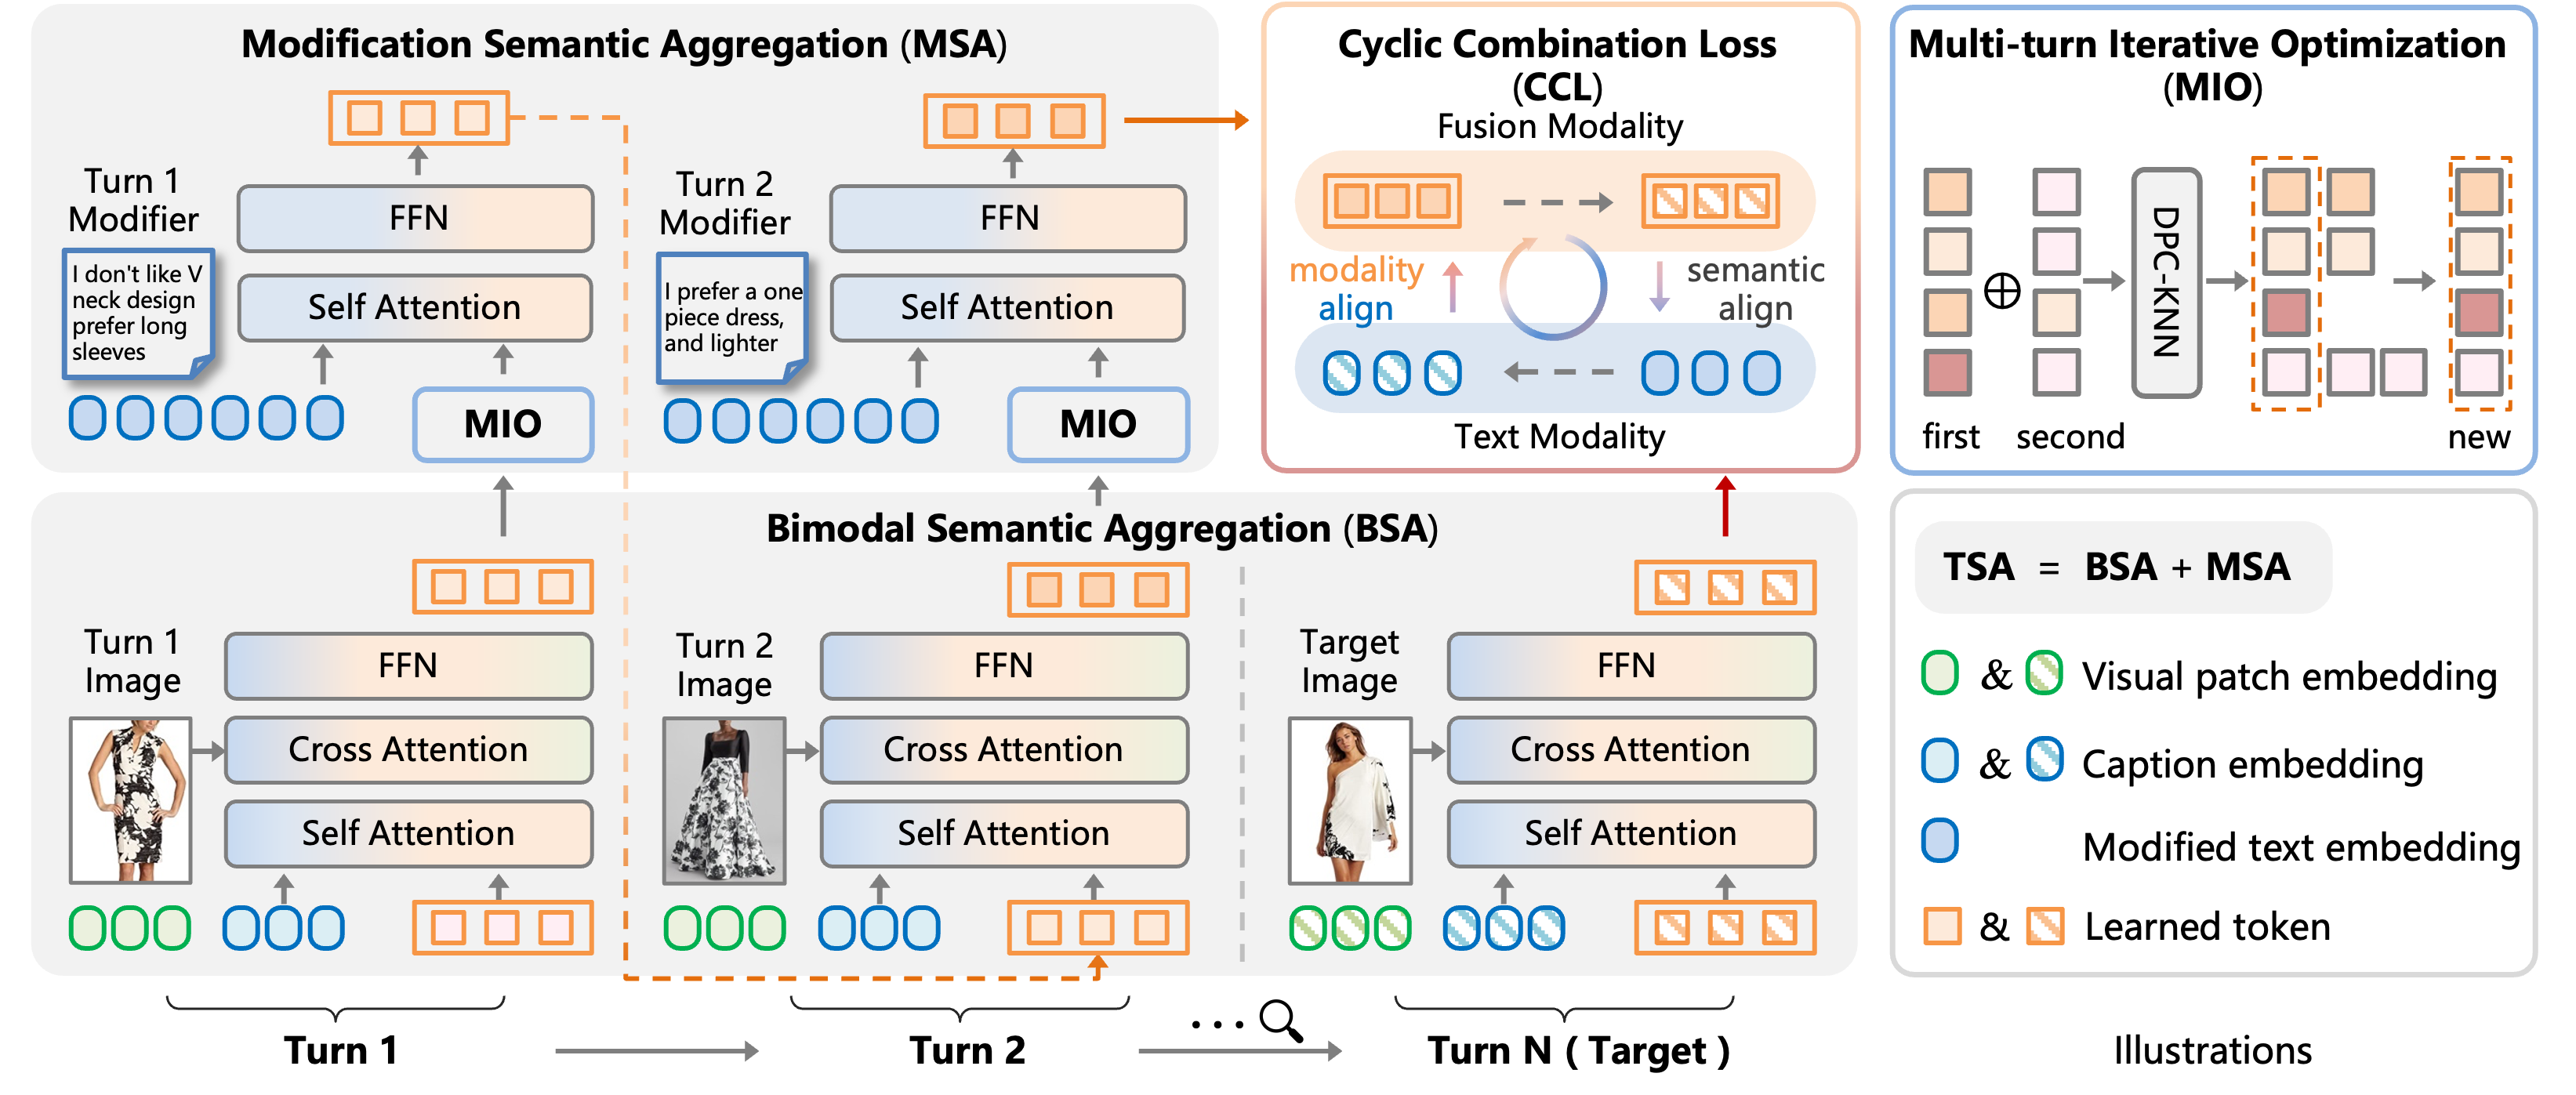 Modification Semantic Aggregation (MSA)
Turn 1
Modifier
I don't like V
neck design
prefer long
sleeves
FFN
Self Attention
MIO
Turn 2
Modifier
I prefer a one
piece dress,
and lighter
FFN
Self Attention
MIO
Cyclic Combination Loss
(CCL)
Fusion Modality
modality
align
semantic
align
Text Modality
Multi-turn Iterative Optimization
(MIO)
⊕
DPC-KNN
first
second
new
Bimodal Semantic Aggregation (BSA)
Turn 1
Image
FFN
Cross Attention
Self Attention
Turn 2
Image
FFN
Cross Attention
Self Attention
Target
Image
FFN
Cross Attention
Self Attention
TSA = BSA + MSA
& Visual patch embedding
& Caption embedding
Modified text embedding
& Learned token
Turn 1
Turn 2
...
Turn N ( Target )
Illustrations